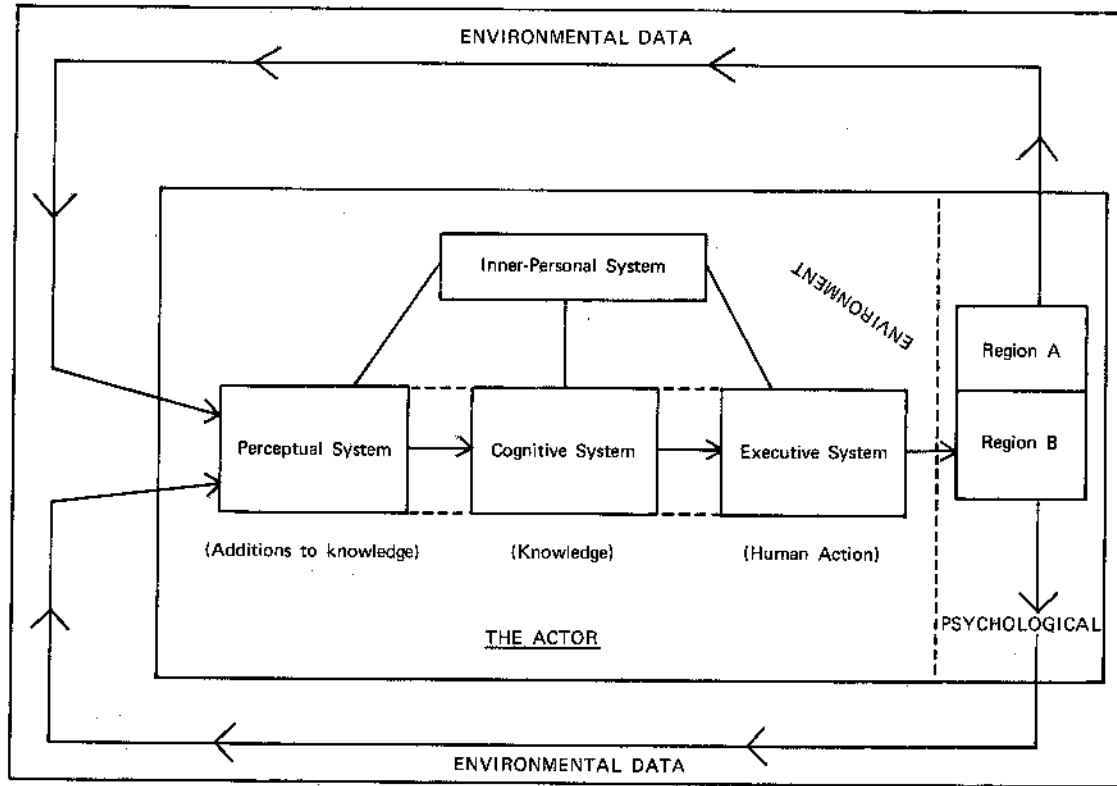 ENVIRONMENTAL DATA
Inner-Personal System
ENVIRONMENT
Region A
Perceptual System
Cognitive System
Executive System
Region B
(Additions to knowledge)
(Knowledge)
(Human Action)
THE ACTOR
PSYCHOLOGICAL
ENVIRONMENTAL DATA